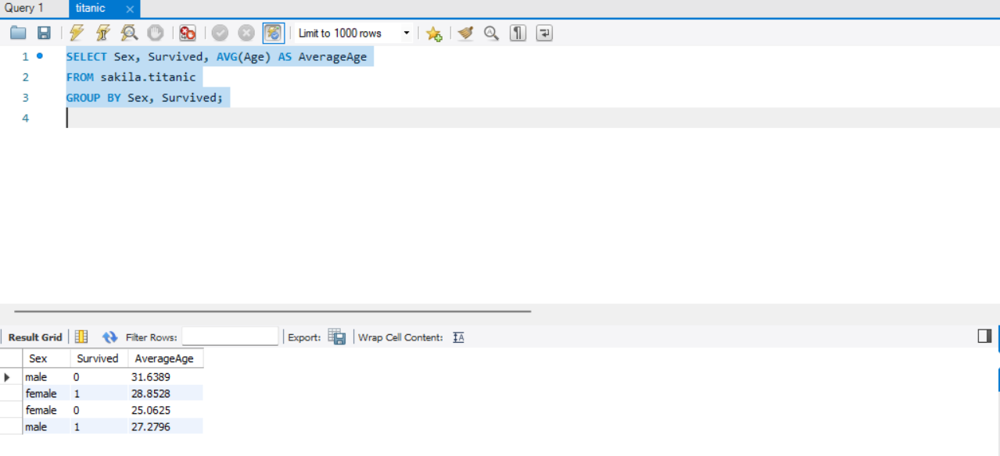 Query 1 titanic
Limit to 1000 rows
1 SELECT Sex, Survived, AVG(Age) AS AverageAge
2 FROM sakila.titanic
3 GROUP BY Sex, Survived;
4
Result Grid Filter Rows: Export: Wrap Cell Content: IA
Sex Survived AverageAge
male 0 31.6389
female 1 28.8528
female 0 25.0625
male 1 27.2796